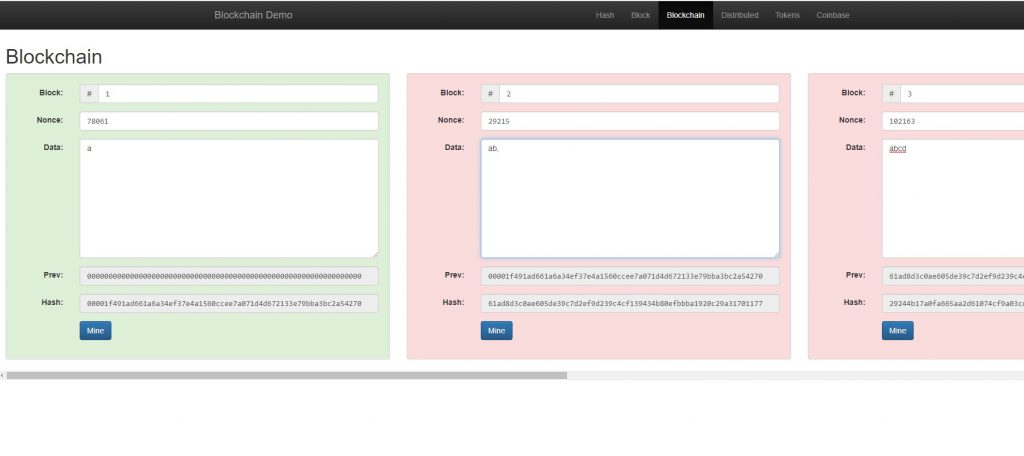 Blockchain Demo Hash Block Blockchain Distributed Tokens Coinbase
Blockchain
Block: # 1
Nonce: 78061
Data: a
Prev: 0000000000000000000000000000000000000000000000000000000000000000
Hash: 00001f491ad661a6a34ef37e4a1560ccee7a071d4d672133e79bba3bc2a54270
Mine
Block: # 2
Nonce: 29215
Data: ab,
Prev: 00001f491ad661a6a34ef37e4a1560ccee7a071d4d672133e79bba3bc2a54270
Hash: 61ad8d3c0ae605de39c7d2ef9d239c4cf139434b80efbbba1920c29a31701177
Mine
Block: # 3
Nonce: 102163
Data: abcd
Prev: 61ad8d3c0ae605de39c7d2ef9d239c4
Hash: 29244b17a0fa665aa2d61074cf9a03c
Mine